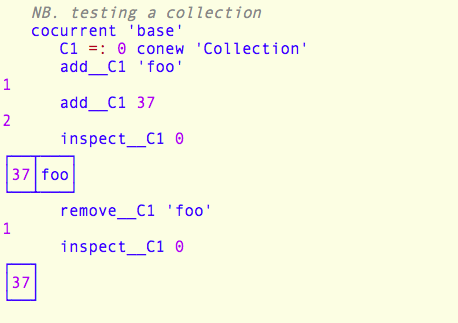 NB. testing a collection
cocurrent 'base'
C1 =: 0 conew 'Collection'
add__C1 'foo'
1
add__C1 37
2
inspect__C1 0
37 foo
remove__C1 'foo'
1
inspect__C1 0
37